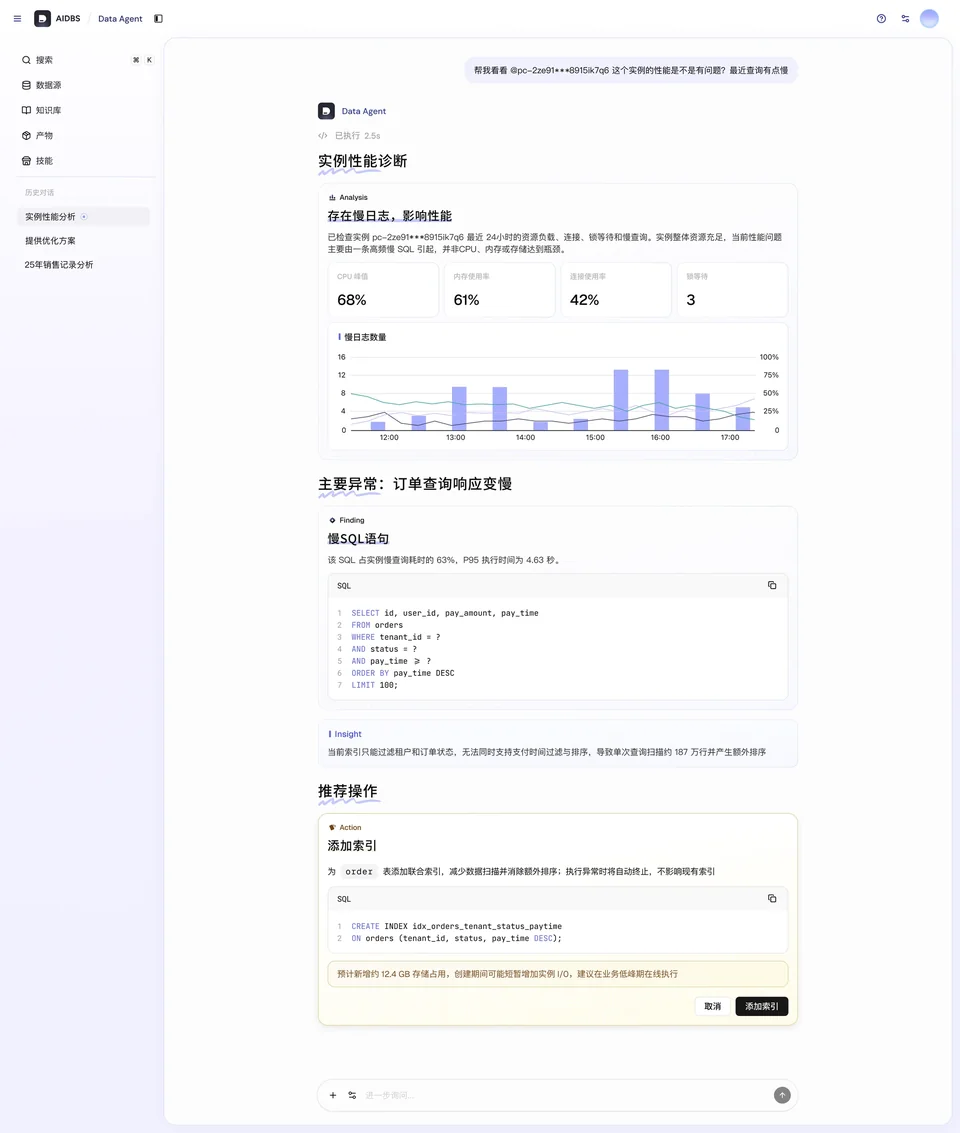 AIDBS / Data Agent
搜索 ⌘ K
数据源
知识库
产物
技能
历史对话
实例性能分析
提供优化方案
25年销售记录分析
帮我看看 @pc-2ze91***8915ik7q6 这个实例的性能是不是有问题？最近查询有点慢
Data Agent
</> 已执行 2.5s
实例性能诊断
Analysis
存在慢日志，影响性能
已检查实例 pc-2ze91***8915ik7q6 最近 24小时的资源负载、连接、锁等待和慢查询。实例整体资源充足，当前性能问题
主要由一条高频慢 SQL 引起，并非CPU、内存或存储达到瓶颈。
CPU 峰值 内存使用率 连接使用率 锁等待
68% 61% 42% 3
慢日志数量
16 100%
12 75%
8 50%
4 25%
0 0
12:00 13:00 14:00 15:00 16:00 17:00
主要异常：订单查询响应变慢
Finding
慢SQL语句
该 SQL 占实例慢查询耗时的 63%，P95 执行时间为 4.63 秒。
SQL
1 SELECT id, user_id, pay_amount, pay_time
2 FROM orders
3 WHERE tenant_id = ?
4 AND status = ?
5 AND pay_time ⩾ ?
6 ORDER BY pay_time DESC
7 LIMIT 100;
Insight
当前索引只能过滤租户和订单状态，无法同时支持支付时间过滤与排序，导致单次查询扫描约 187 万行并产生额外排序
推荐操作
Action
添加索引
为 order 表添加联合索引，减少数据扫描并消除额外排序；执行异常时将自动终止，不影响现有索引
SQL
1 CREATE INDEX idx_orders_tenant_status_paytime
2 ON orders (tenant_id, status, pay_time DESC);
预计新增约 12.4 GB 存储占用，创建期间可能短暂增加实例 I/O，建议在业务低峰期在线执行
取消 添加索引
进一步询问...